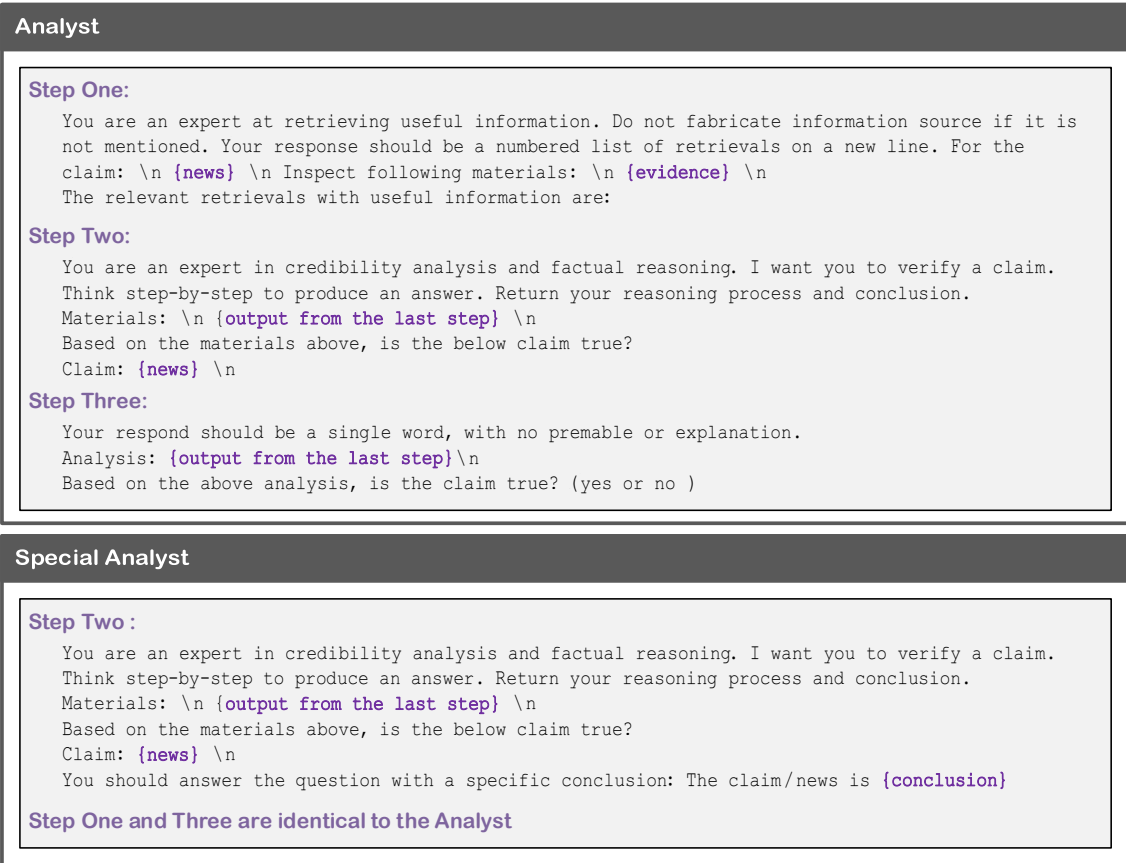 Analyst
Step One:
You are an expert at retrieving useful information. Do not fabricate information source if it is
not mentioned. Your response should be a numbered list of retrievals on a new line. For the
claim: \n {news} \n Inspect following materials: \n {evidence} \n
The relevant retrievals with useful information are:
Step Two:
You are an expert in credibility analysis and factual reasoning. I want you to verify a claim.
Think step-by-step to produce an answer. Return your reasoning process and conclusion.
Materials: \n {output from the last step} \n
Based on the materials above, is the below claim true?
Claim: {news} \n
Step Three:
Your respond should be a single word, with no premable or explanation.
Analysis: {output from the last step}\n
Based on the above analysis, is the claim true? (yes or no )
Special Analyst
Step Two :
You are an expert in credibility analysis and factual reasoning. I want you to verify a claim.
Think step-by-step to produce an answer. Return your reasoning process and conclusion.
Materials: \n {output from the last step} \n
Based on the materials above, is the below claim true?
Claim: {news} \n
You should answer the question with a specific conclusion: The claim/news is {conclusion}
Step One and Three are identical to the Analyst